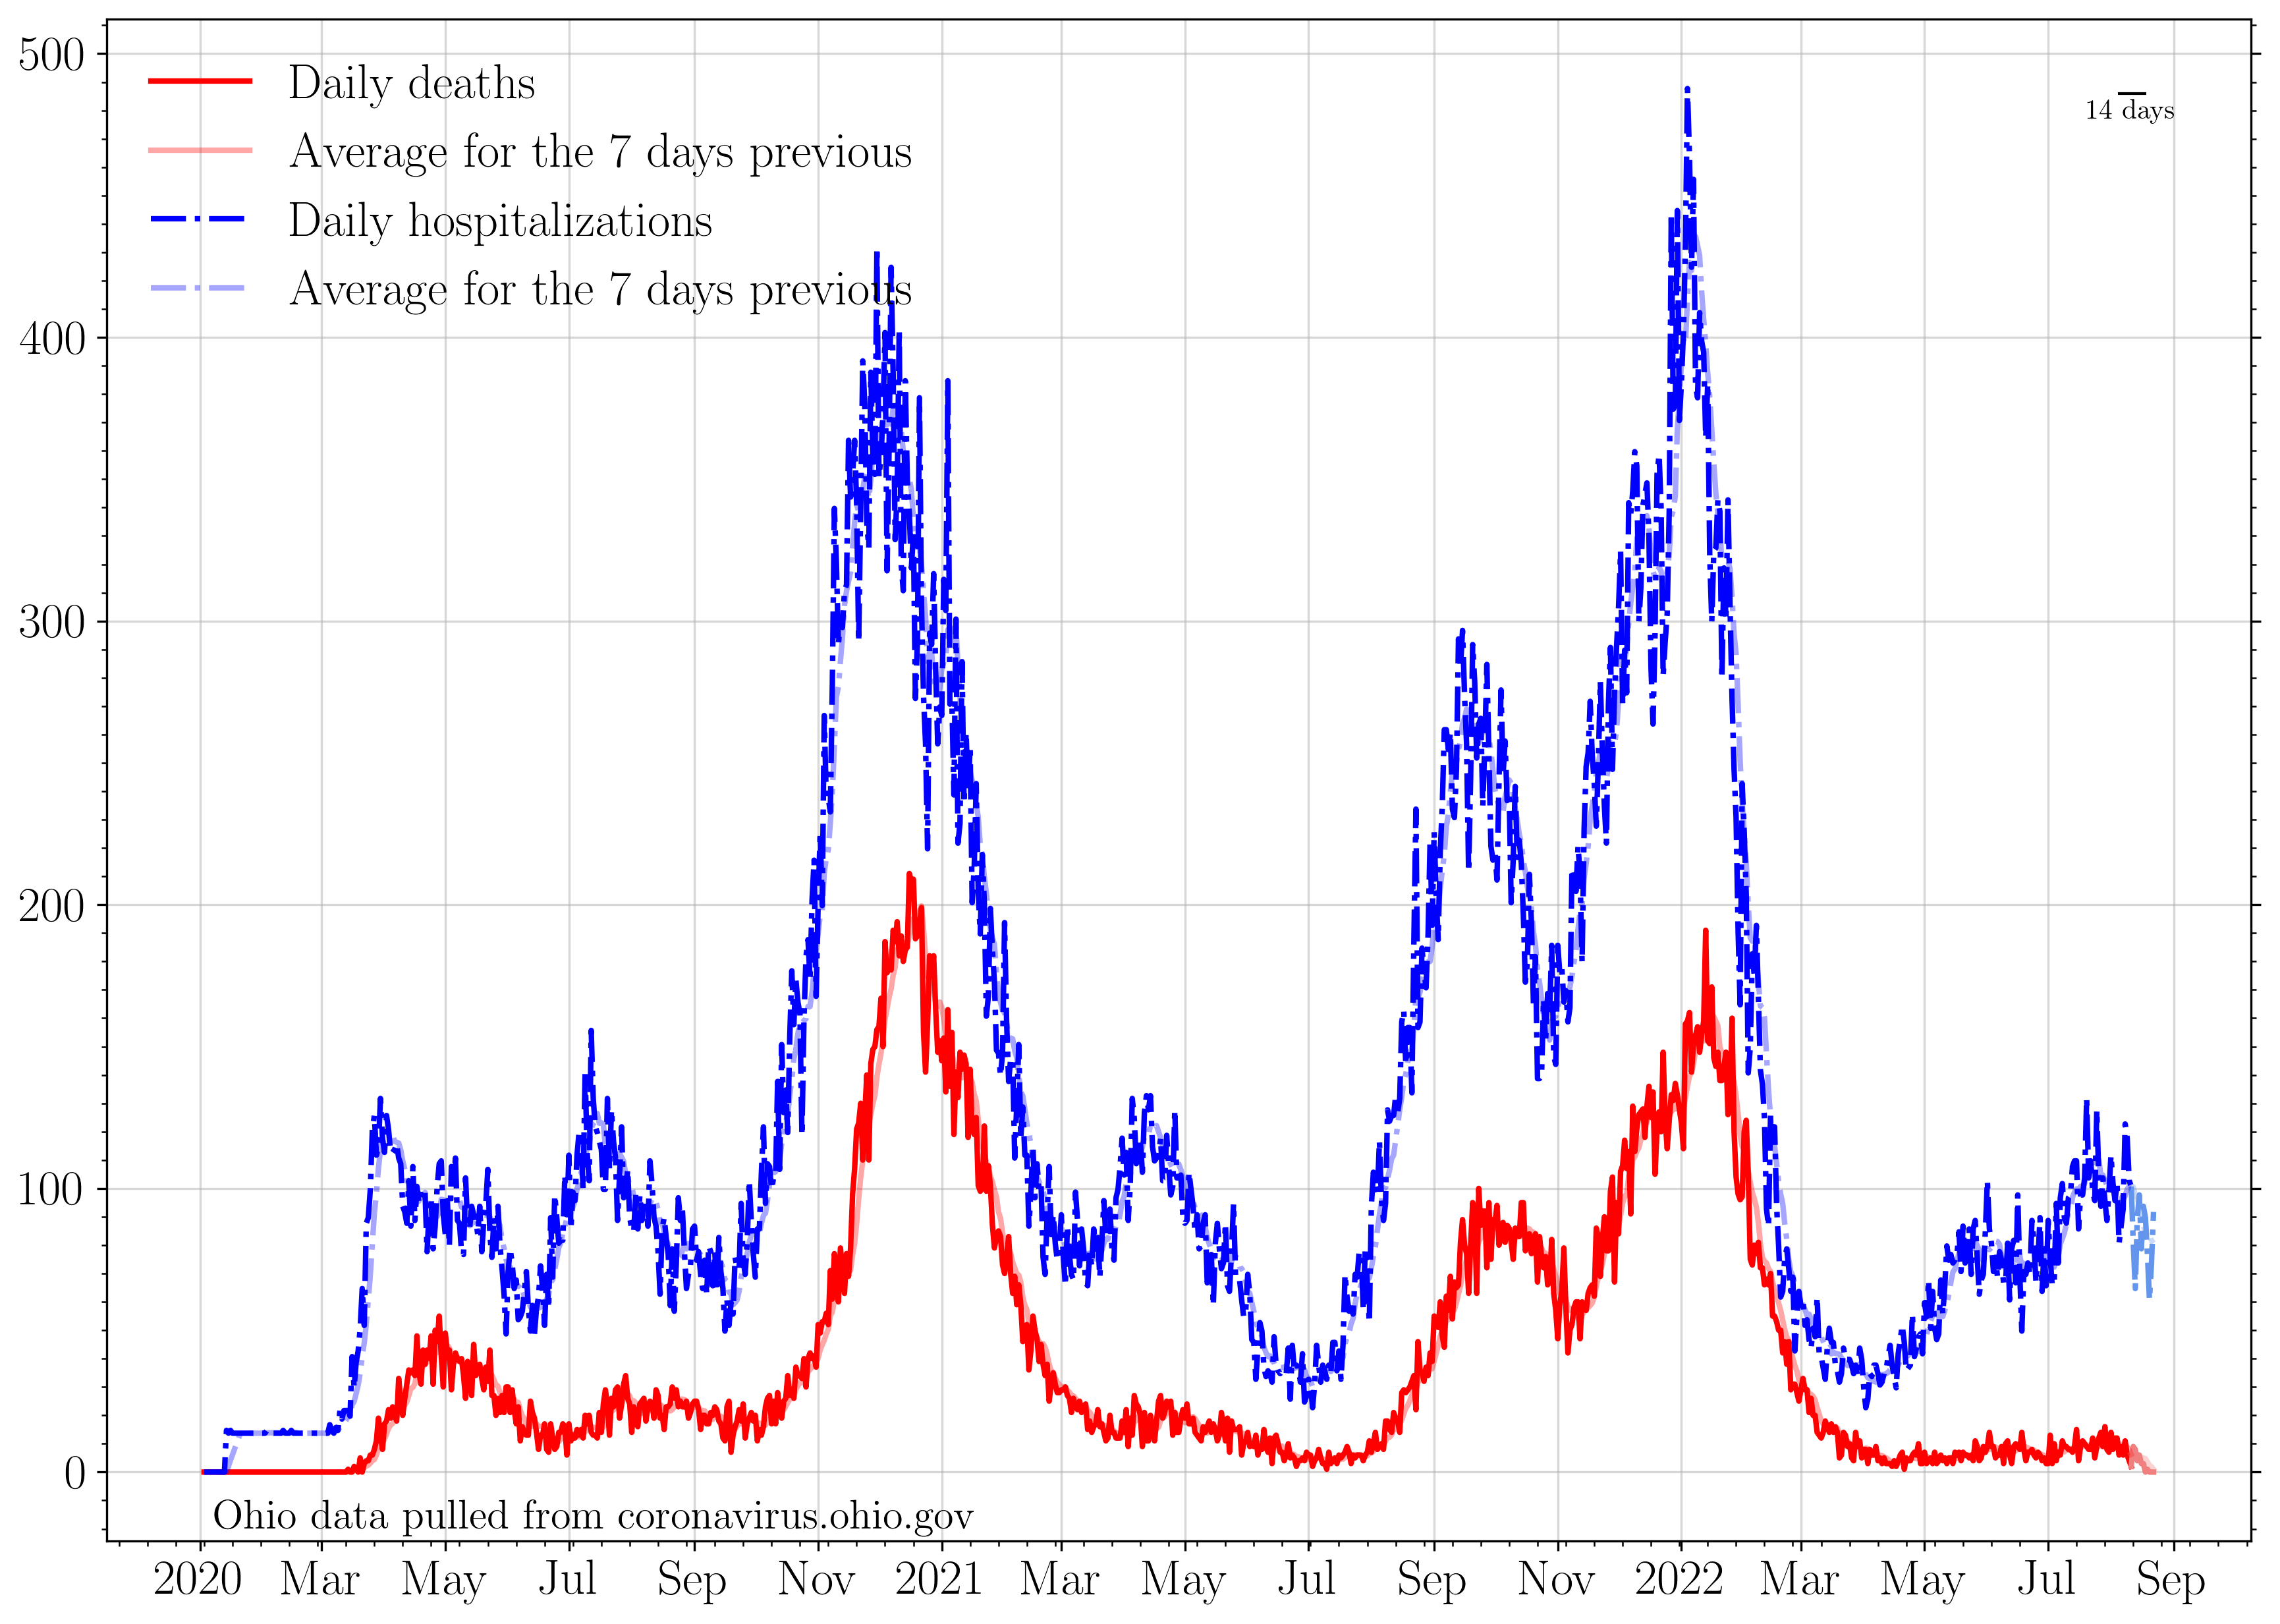 500
400
300
200
100
0
Daily deaths
Average for the 7 days previous
Daily hospitalizations
Average for the 7 days previous
14 days
Ohio data pulled from coronavirus.ohio.gov
2020 Mar May Jul Sep Nov 2021 Mar May Jul Sep Nov 2022 Mar May Jul Sep